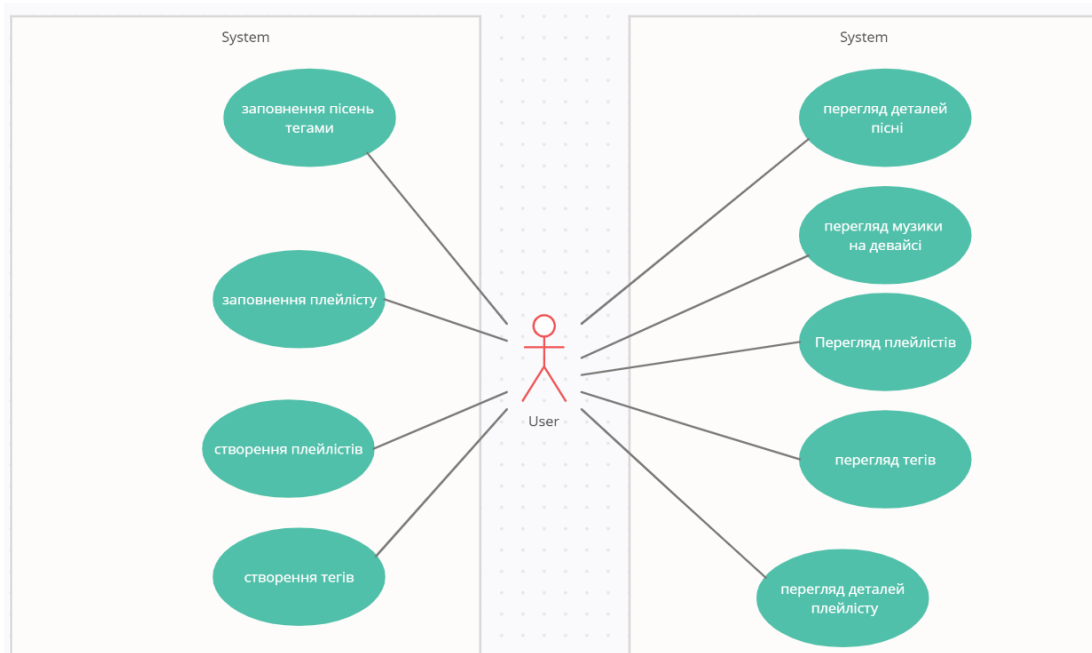 System
заповнення пісень
тегами
заповнення плейлісту
створення плейлістів
створення тегів
User
System
перегляд деталей
пісні
перегляд музики
на девайсі
Перегляд плейлістів
перегляд тегів
перегляд деталей
плейлісту